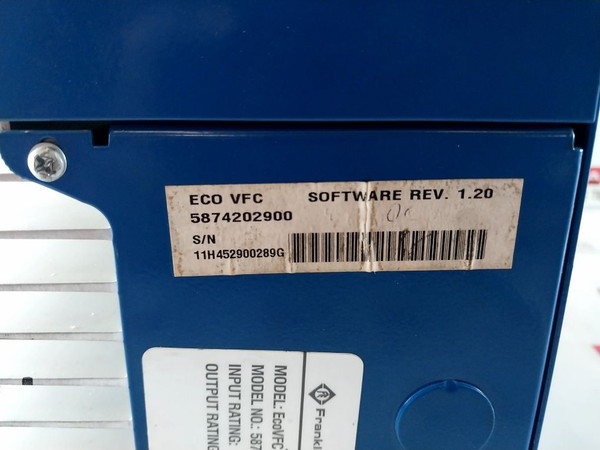 ECO VFC SOFTWARE REV. 1.20
5874202900
S/N
11H452900289G
Frankl
MODEL: EcoVFC
MODEL NO.: 587
INPUT RATING:
OUTPUT RATING